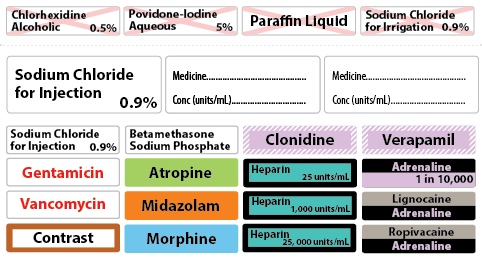 Chlorhexidine Alcoholic 0.5%
Povidone-Iodine Aqueous 5%
Paraffin Liquid
Sodium Chloride for Irrigation 0.9%
Sodium Chloride
for Injection
0.9%
Medicine
Conc (units/mL)
Medicine
Conc (units/mL)
Sodium Chloride
for Injection 0.9%
Betamethasone
Sodium Phosphate
Clonidine
Verapamil
Gentamicin
Atropine
Heparin
25 units/mL
Adrenaline
1 in 10,000
Vancomycin
Midazolam
Heparin
1,000 units/mL
Lignocaine
Adrenaline
Contrast
Morphine
Heparin
25,000 units/mL
Ropivacaine
Adrenaline